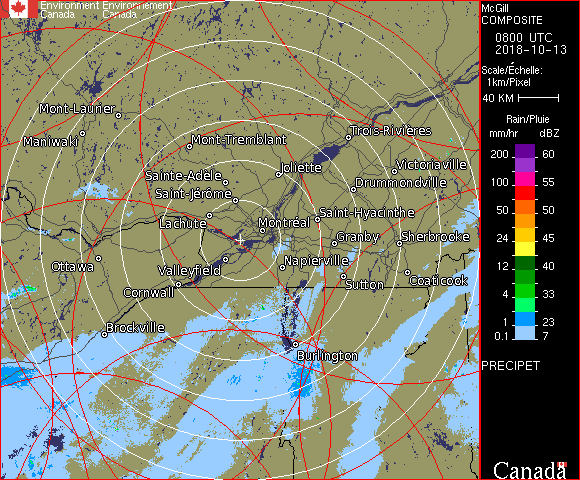 Environment Environnement
Canada Canada
Mont-Laurier
Maniwaki
Mont-Tremblant
Trois-Rivières
Sainte-Adèle
Joliette
Victoriaville
Saint-Jérôme
Drummondville
Lachute
Montréal
Saint-Hyacinthe
Granby
Sherbrooke
Ottawa
Valleyfield
Napierville
Cornwall
Sutton
Coaticook
Brockville
Burlington
McGill
COMPOSITE
0800 UTC
2018-10-13
Scale/Échelle:
1km/Pixel
40 KM
Rain/Pluie
mm/hr dBZ
200 60
100 55
50 50
24 45
12 40
4 33
1 23
0.1 7
PRECIPET
Canada